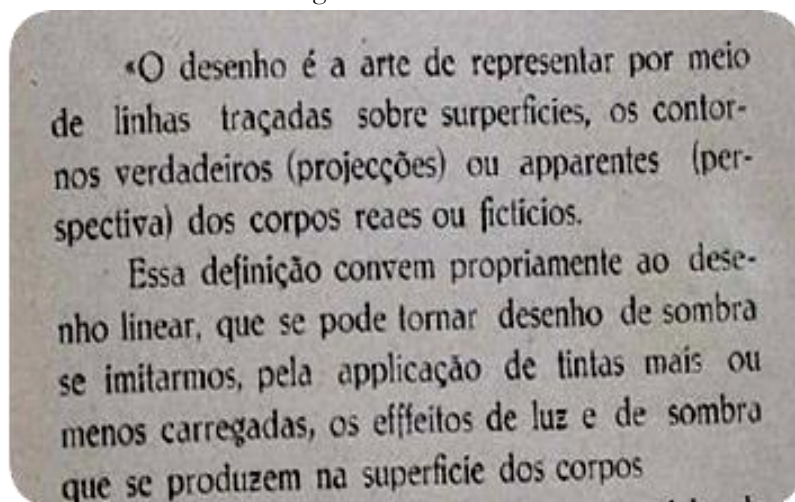 «O desenho é a arte de representar por meio
de linhas traçadas sobre surperficies, os contor-
nos verdadeiros (projecções) ou apparentes (per-
spectiva) dos corpos reaes ou ficticios.
Essa definição convem propriamente ao dese-
nho linear, que se pode tornar desenho de sombra
se imitarmos, pela applicação de tintas mais ou
menos carregadas, os efffeitos de luz e de sombra
que se produzem na superficie dos corpos